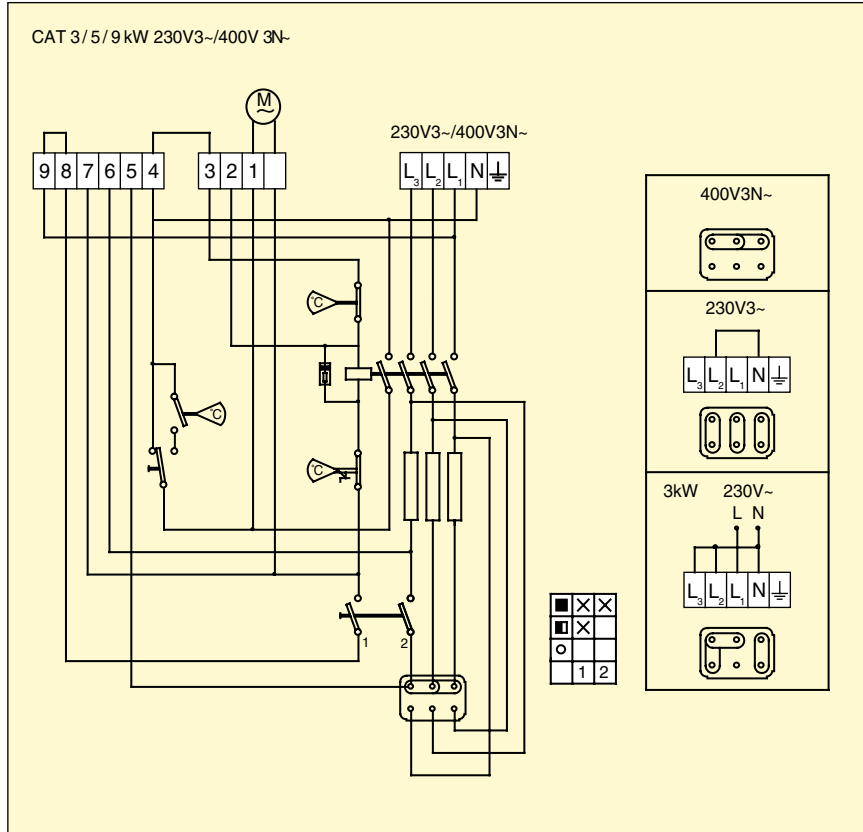 CAT 3/5/9 kW 230V3~/400V 3N~
M
~
230V3~/400V3N~
9 8 7 6 5 4 3 2 1
L3 L2 L1 N
°C
°C
°C
1 2
1 2
400V3N~
230V3~
L3 L2 L1 N
3kW 230V~
L N
L3 L2 L1 N